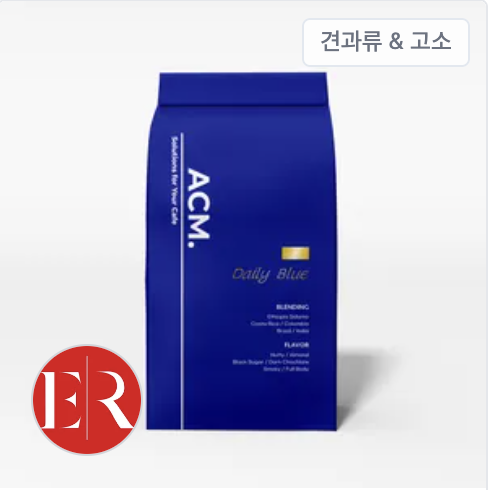 견과류 & 고소
ACM.
Solutions for Your Cafe
Daily Blue
BLENDING
Ethiopia Sidamo
Costa Rica / Colombia
Brazil / India
FLAVOR
Nutty / Almond
Black Sugar / Dark Chocolate
Smoky / Full Body
ER